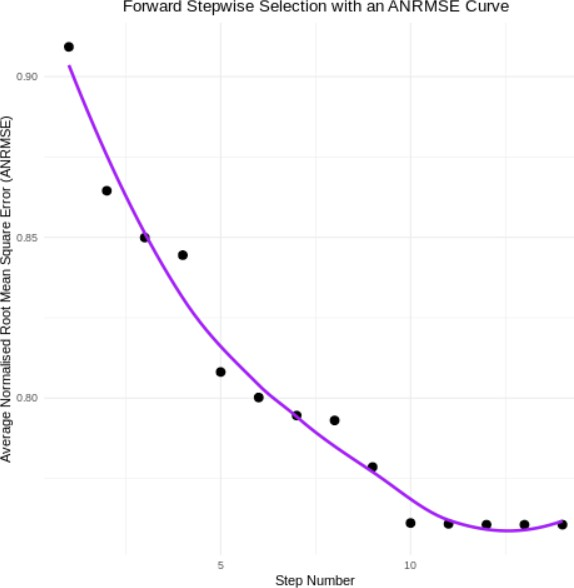 Forward Stepwise Selection with an ANRMSE Curve
Average Normalised Root Mean Square Error (ANRMSE)
0.90
0.85
0.80
5
10
Step Number